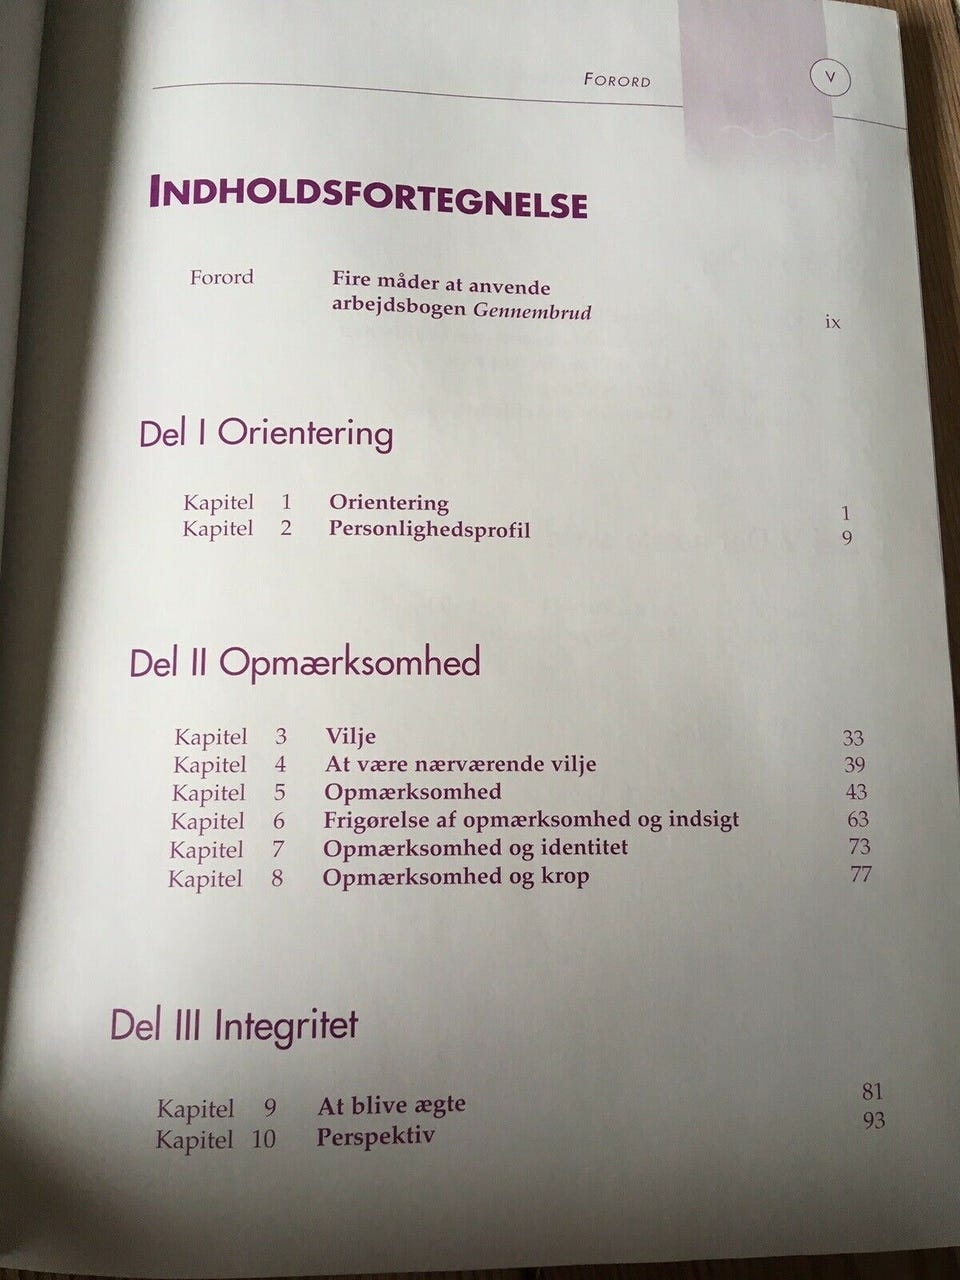 FORORD
V
INDHOLDSFORTEGNELSE
Forord Fire måder at anvende
arbejdsbogen Gennembrud ix
Del I Orientering
Kapitel 1 Orientering 1
Kapitel 2 Personlighedsprofil 9
Del II Opmærksomhed
Kapitel 3 Vilje 33
Kapitel 4 At være nærværende vilje 39
Kapitel 5 Opmærksomhed 43
Kapitel 6 Frigørelse af opmærksomhed og indsigt 63
Kapitel 7 Opmærksomhed og identitet 73
Kapitel 8 Opmærksomhed og krop 77
Del III Integritet
Kapitel 9 At blive ægte 81
Kapitel 10 Perspektiv 93